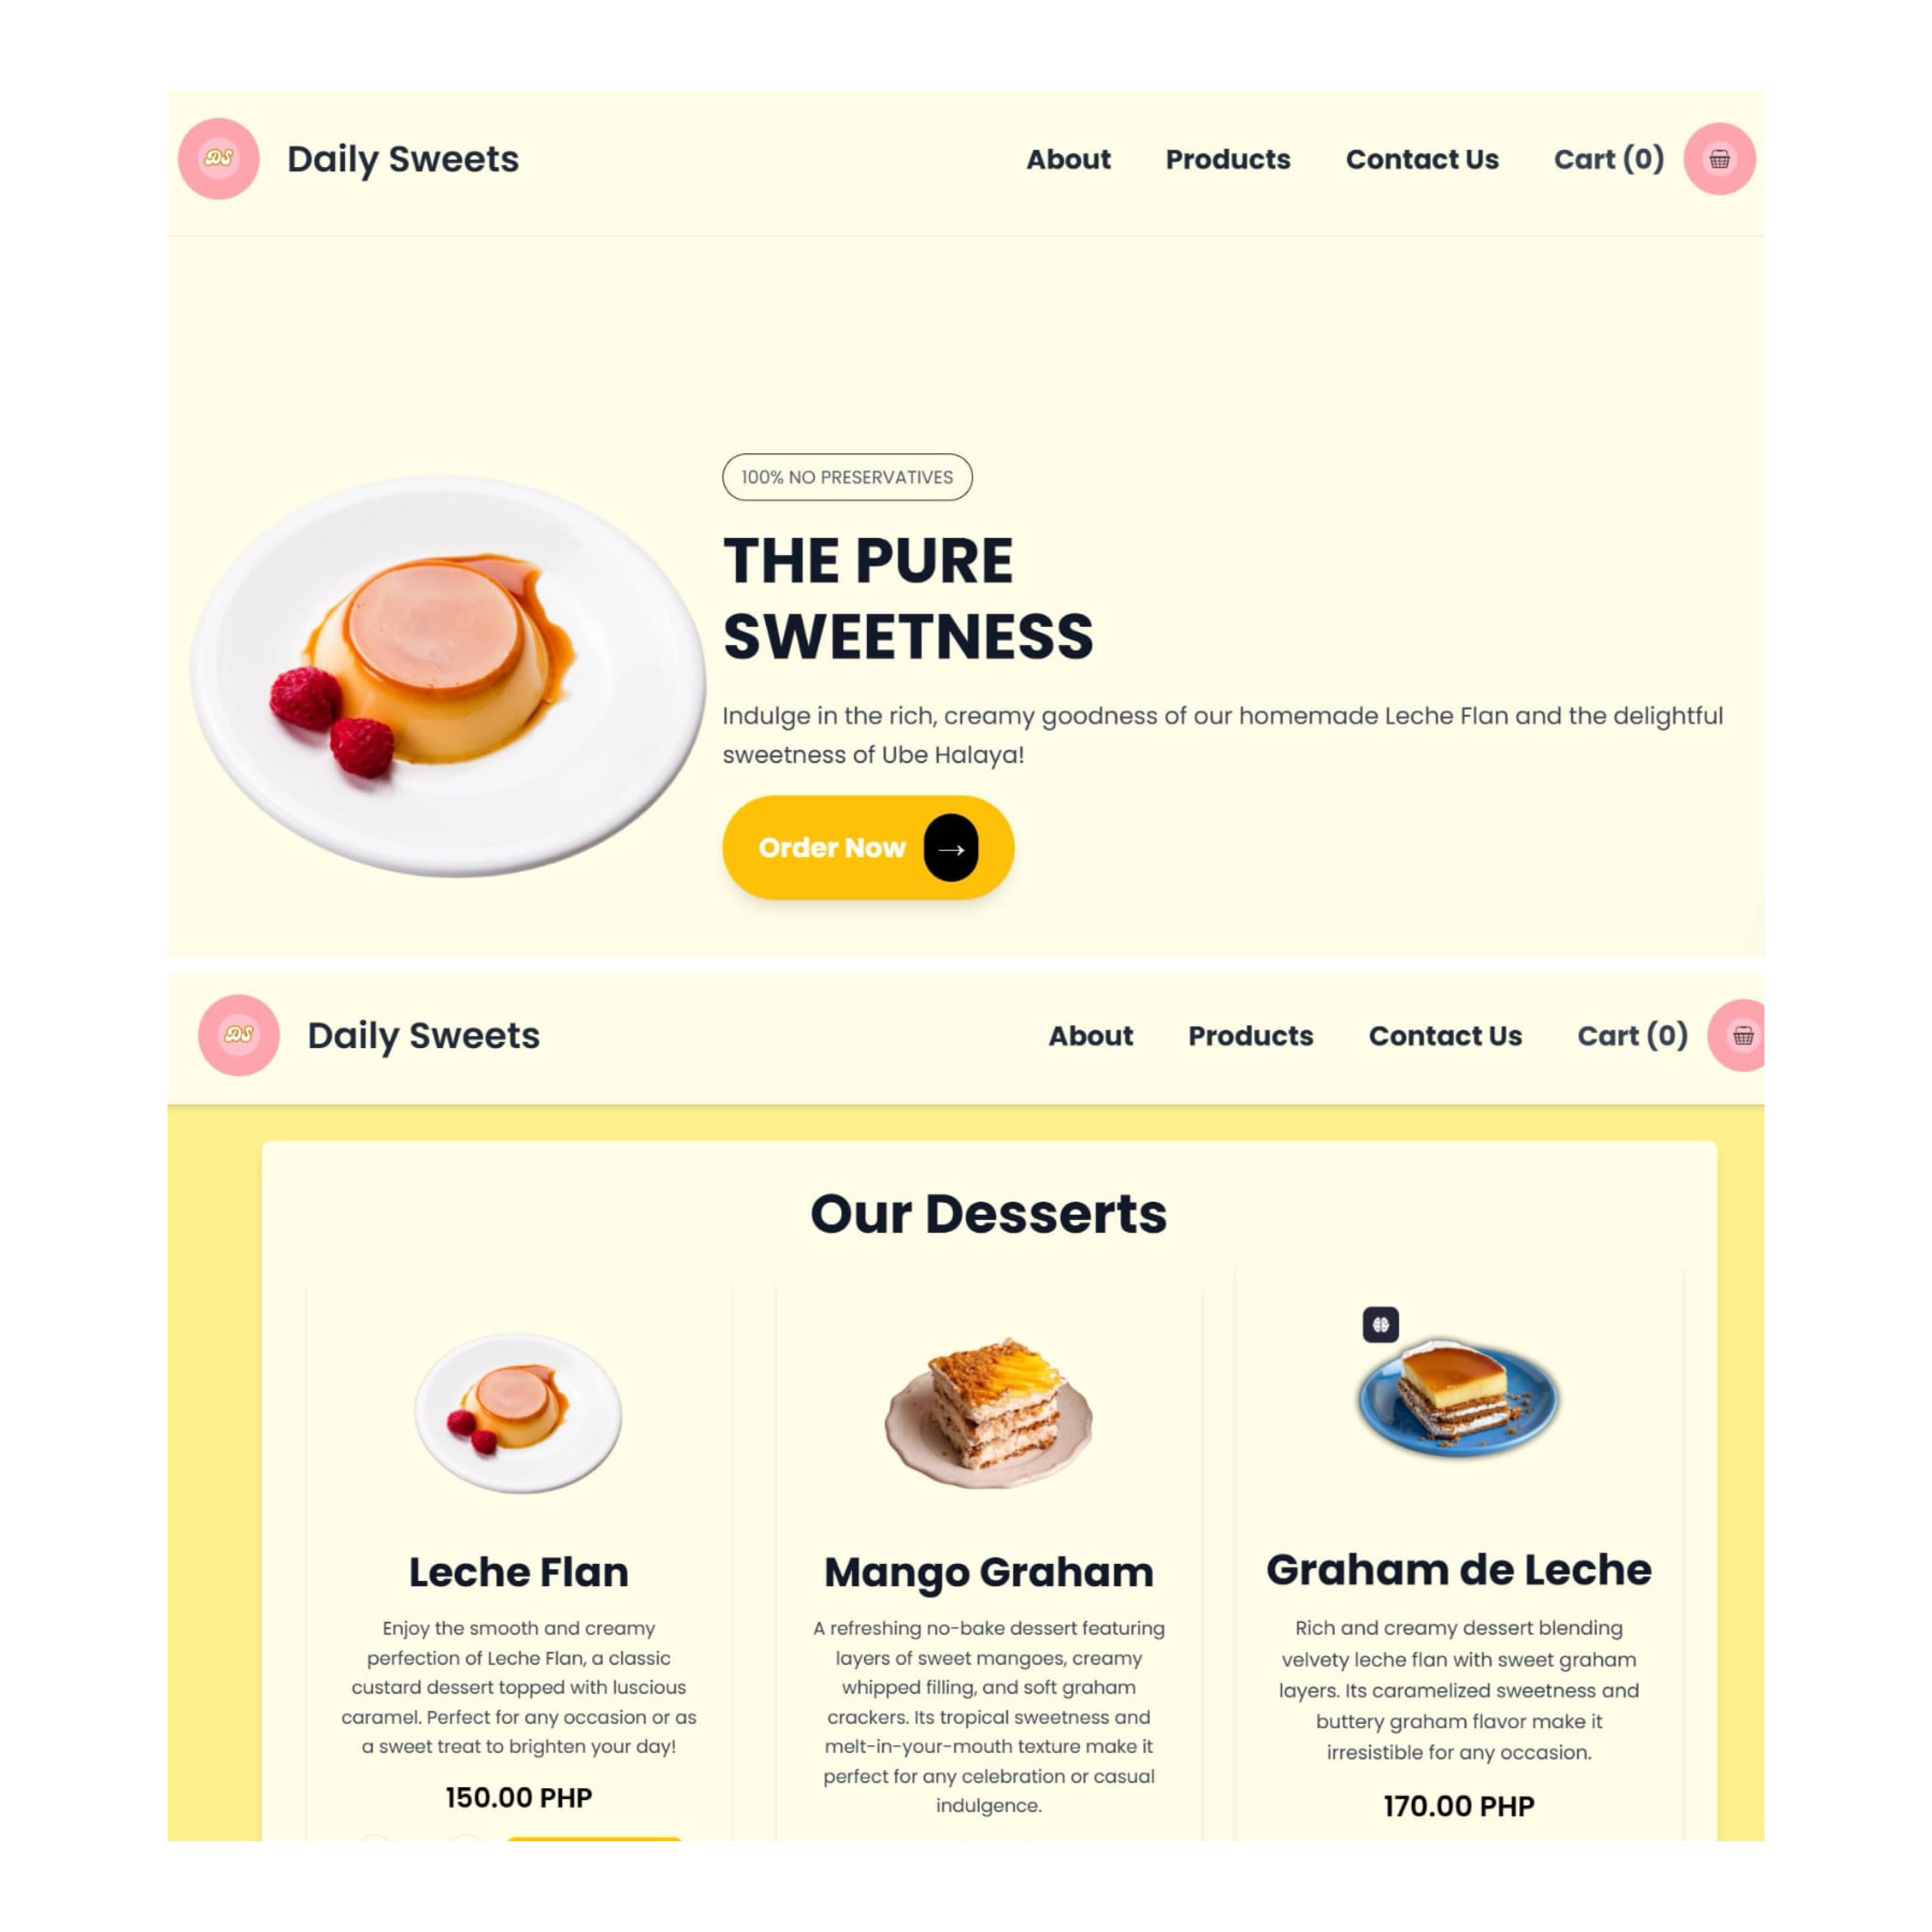 DS
Daily Sweets
About
Products
Contact Us
Cart (0)
100% NO PRESERVATIVES
THE PURE
SWEETNESS
Indulge in the rich, creamy goodness of our homemade Leche Flan and the delightful
sweetness of Ube Halaya!
Order Now →
DS
Daily Sweets
About
Products
Contact Us
Cart (0)
Our Desserts
Leche Flan
Enjoy the smooth and creamy
perfection of Leche Flan, a classic
custard dessert topped with luscious
caramel. Perfect for any occasion or as
a sweet treat to brighten your day!
150.00 PHP
Mango Graham
A refreshing no-bake dessert featuring
layers of sweet mangoes, creamy
whipped filling, and soft graham
crackers. Its tropical sweetness and
melt-in-your-mouth texture make it
perfect for any celebration or casual
indulgence.
Graham de Leche
Rich and creamy dessert blending
velvety leche flan with sweet graham
layers. Its caramelized sweetness and
buttery graham flavor make it
irresistible for any occasion.
170.00 PHP